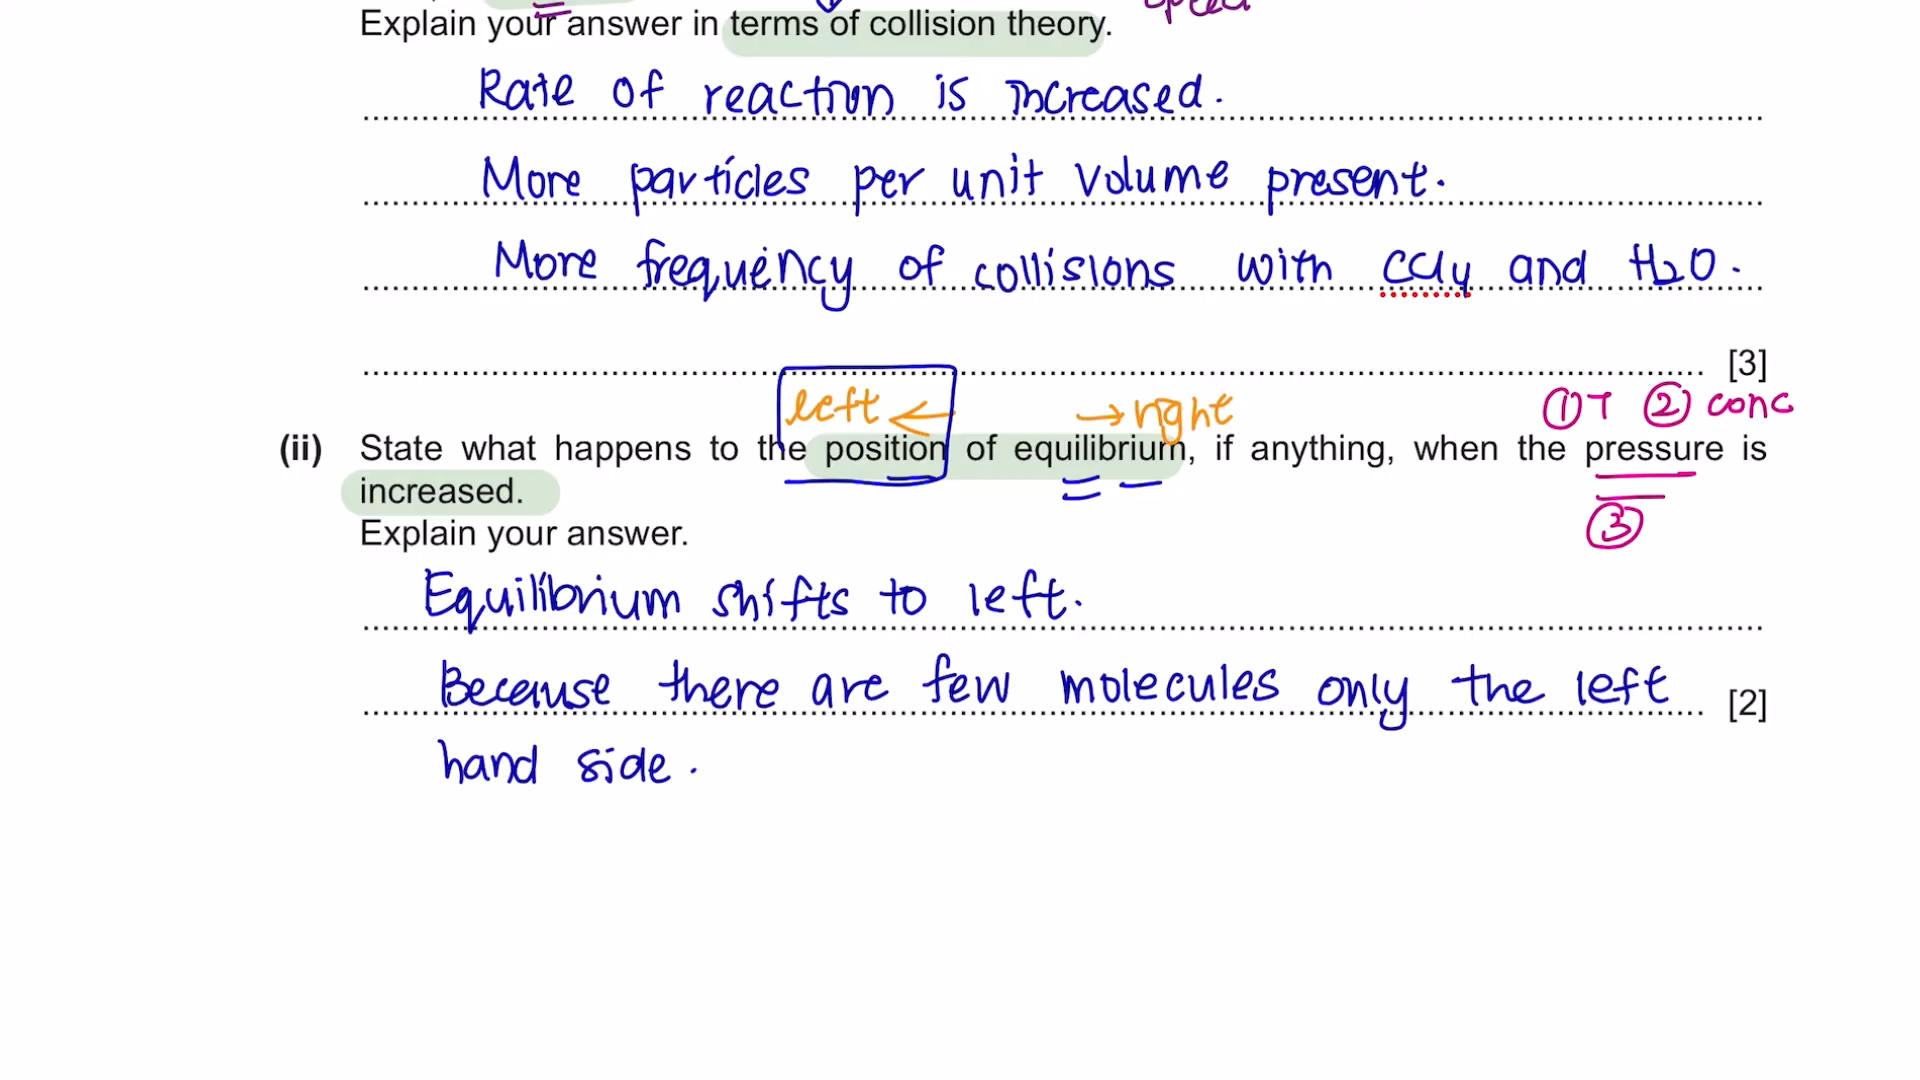 Explain your answer in terms of collision theory.
Rate of reaction is increased.
More particles per unit volume present.
More frequency of collisions with CCl4 and H2O.
[3]
left ← → right ① T ② conc
(ii) State what happens to the position of equilibrium, if anything, when the pressure is
increased.
③
Explain your answer.
Equilibrium shifts to left.
Because there are few molecules only the left [2]
hand side.